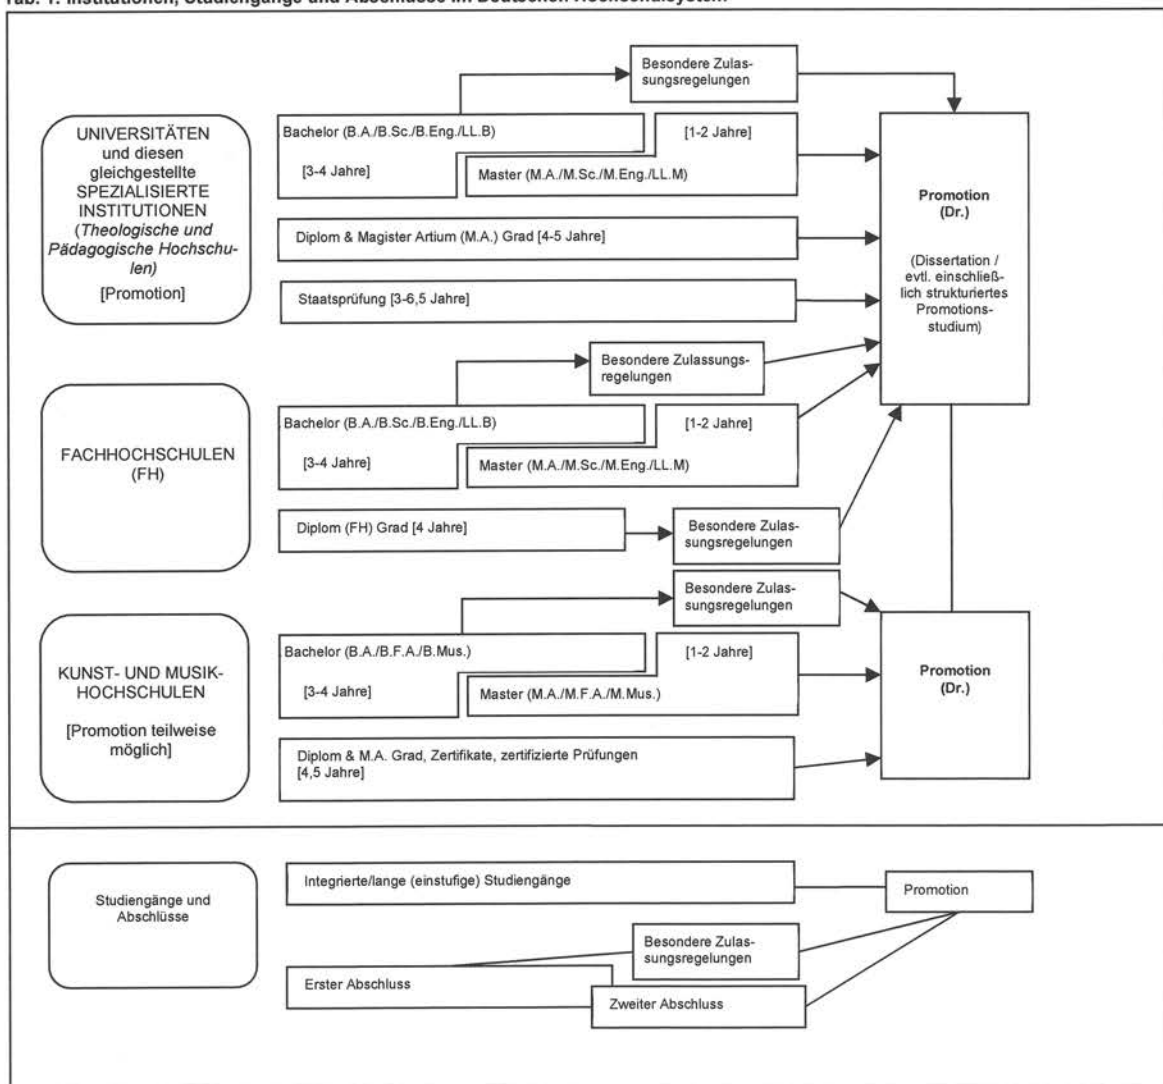 Tab. 1: Institutionen, Studiengänge und Abschlüsse im Deutschen Hochschulsystem
Besondere Zulas-
sungsregelungen
UNIVERSITÄTEN
und diesen
gleichgestellte
SPEZIALISIERTE
INSTITUTIONEN
(Theologische und
Pädagogische Hochschu-
len)
[Promotion]
Bachelor (B.A./B.Sc./B.Eng./LL.B)
[3-4 Jahre]
[1-2 Jahre]
Master (M.A./M.Sc./M.Eng./LL.M)
Diplom & Magister Artium (M.A.) Grad [4-5 Jahre]
Staatsprüfung [3-6,5 Jahre]
Promotion
(Dr.)
(Dissertation /
evtl. einschließ-
lich strukturiertes
Promotions-
studium)
FACHHOCHSCHULEN
(FH)
Besondere Zulassungs-
regelungen
Bachelor (B.A./B.Sc./B.Eng./LL.B)
[3-4 Jahre]
[1-2 Jahre]
Master (M.A./M.Sc./M.Eng./LL.M)
Diplom (FH) Grad [4 Jahre]
Besondere Zulas-
sungsregelungen
KUNST- UND MUSIK-
HOCHSCHULEN
[Promotion teilweise
möglich]
Besondere Zulas-
sungsregelungen
Bachelor (B.A./B.F.A./B.Mus.)
[3-4 Jahre]
[1-2 Jahre]
Master (M.A./M.F.A./M.Mus.)
Diplom & M.A. Grad, Zertifikate, zertifizierte Prüfungen
[4,5 Jahre]
Promotion
(Dr.)
Studiengänge und
Abschlüsse
Integrierte/lange (einstufige) Studiengänge
Promotion
Besondere Zulas-
sungsregelungen
Erster Abschluss
Zweiter Abschluss